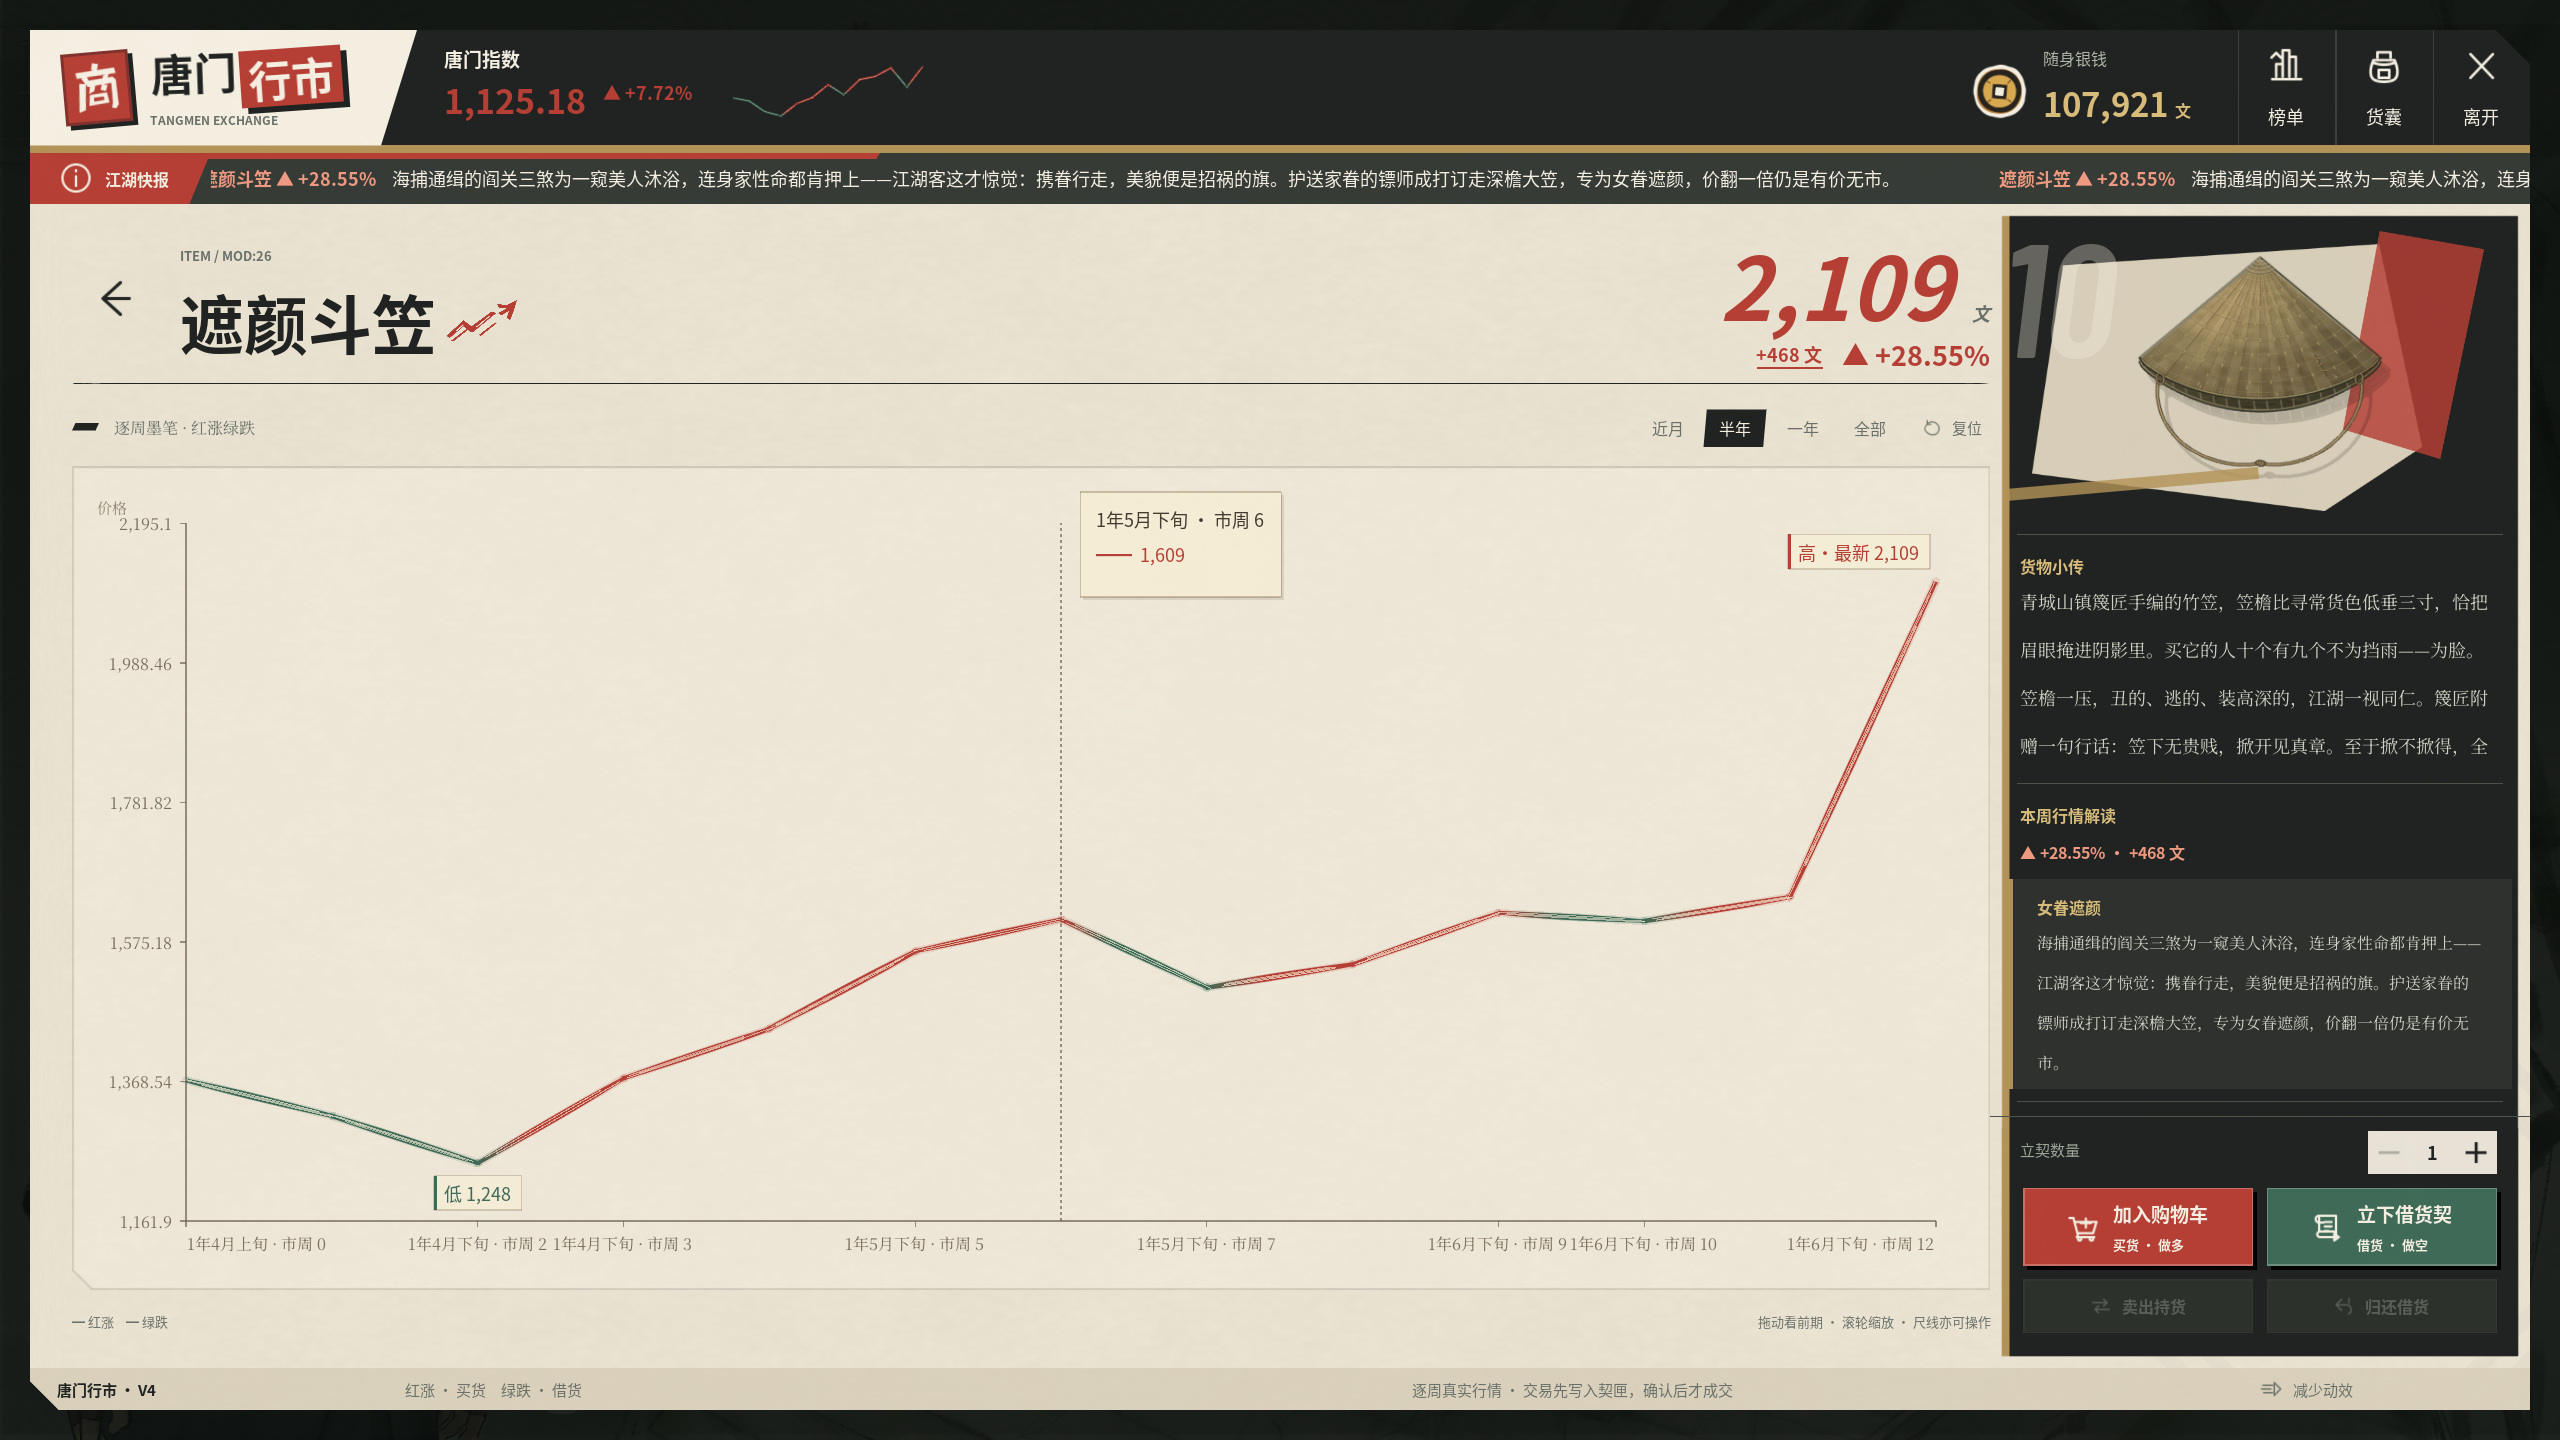 商 唐门行市
TANGMEN EXCHANGE
唐门指数
1,125.18 ▲+7.72%
随身银钱
107,921 文
榜单
货囊
离开
江湖快报
遮颜斗笠 ▲ +28.55% 海捕通缉的阎关三煞为一窥美人沐浴，连身家性命都肯押上——江湖客这才惊觉：携眷行走，美貌便是招祸的旗。护送家眷的镖师成打订走深檐大笠，专为女眷遮颜，价翻一倍仍是有价无市。
遮颜斗笠 ▲ +28.55% 海捕通缉的阎关三煞为一窥美人沐浴，连身
ITEM / MOD:26
遮颜斗笠
2,109 文
+468 文 ▲ +28.55%
逐周墨笔 · 红涨绿跌
近月 半年 一年 全部 复位
价格
2,195.1
1,988.46
1,781.82
1,575.18
1,368.54
1,161.9
1年5月下旬 · 市周 6
1,609
高 · 最新 2,109
低 1,248
1年4月上旬 · 市周 0
1年4月下旬 · 市周 2
1年4月下旬 · 市周 3
1年5月下旬 · 市周 5
1年5月下旬 · 市周 7
1年6月下旬 · 市周 9
1年6月下旬 · 市周 10
1年6月下旬 · 市周 12
红涨 绿跌
拖动看前期 · 滚轮缩放 · 尺线亦可操作
10
货物小传
青城山镇篾匠手编的竹笠，笠檐比寻常货色低垂三寸，恰把
眉眼掩进阴影里。买它的人十个有九个不为挡雨——为脸。
笠檐一压，丑的、逃的、装高深的，江湖一视同仁。篾匠附
赠一句行话：笠下无贵贱，掀开见真章。至于掀不掀得，全
本周行情解读
▲ +28.55% · +468 文
女眷遮颜
海捕通缉的阎关三煞为一窥美人沐浴，连身家性命都肯押上——
江湖客这才惊觉：携眷行走，美貌便是招祸的旗。护送家眷的
镖师成打订走深檐大笠，专为女眷遮颜，价翻一倍仍是有价无
市。
立契数量
1
加入购物车
买货 · 做多
立下借货契
借货 · 做空
卖出持货
归还借货
唐门行市 · V4
红涨 · 买货 绿跌 · 借货
逐周真实行情 · 交易先写入契匣，确认后才成交
减少动效